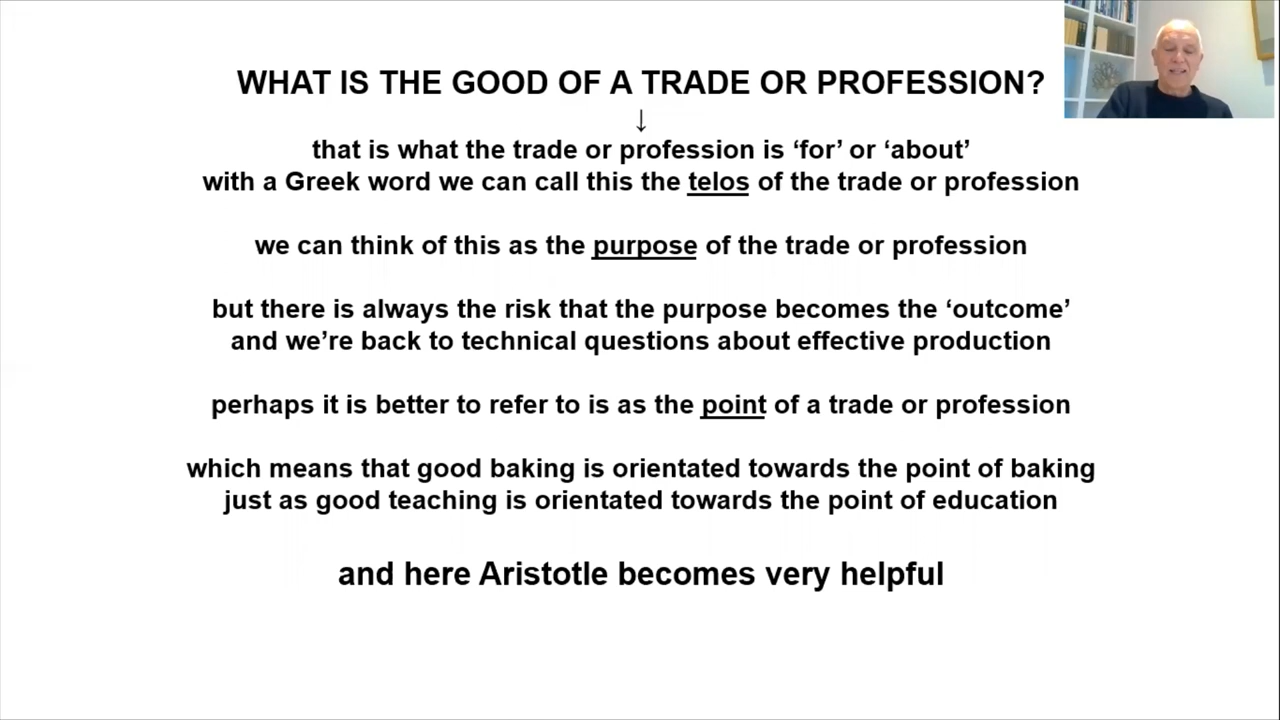 WHAT IS THE GOOD OF A TRADE OR PROFESSION?
↓
that is what the trade or profession is ‘for’ or ‘about’
with a Greek word we can call this the telos of the trade or profession
we can think of this as the purpose of the trade or profession
but there is always the risk that the purpose becomes the ‘outcome’
and we’re back to technical questions about effective production
perhaps it is better to refer to is as the point of a trade or profession
which means that good baking is orientated towards the point of baking
just as good teaching is orientated towards the point of education
and here Aristotle becomes very helpful